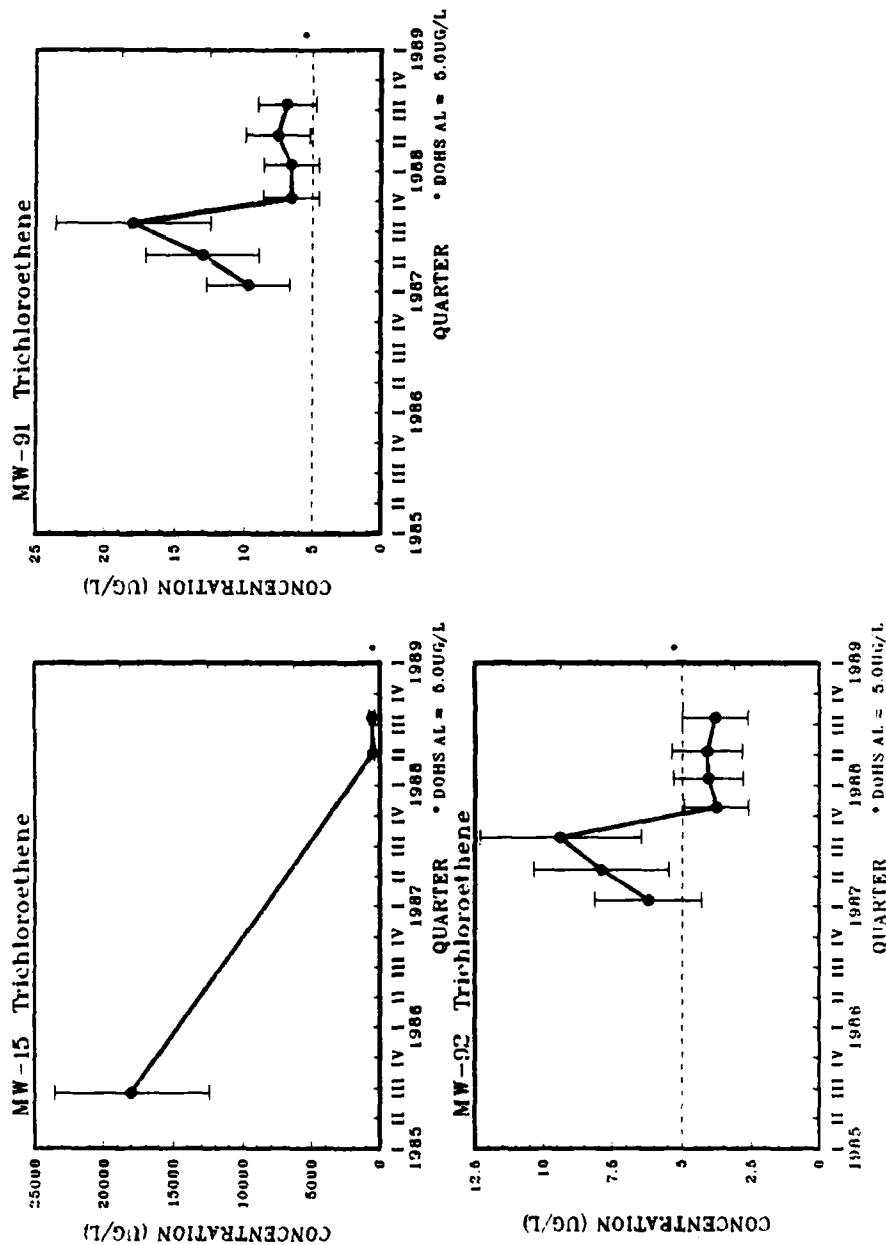 MW-15 Trichloroethene
CONCENTRATION (UG/L)
25000
20000
15000
10000
5000
0
I II III IV I II III IV I II III IV I II III IV I
1985 1986 1987 1988 1989
QUARTER * DOHS AL = 5.0UG/L
*
MW-91 Trichloroethene
CONCENTRATION (UG/L)
25
20
15
10
5
0
I II III IV I II III IV I II III IV I II III IV I
1985 1986 1987 1988 1989
QUARTER * DOHS AL = 5.0UG/L
*
MW-92 Trichloroethene
CONCENTRATION (UG/L)
12.5
10
7.5
5
2.5
0
I II III IV I II III IV I II III IV I II III IV I
1985 1986 1987 1988 1989
QUARTER * DOHS AL = 5.0UG/L
*